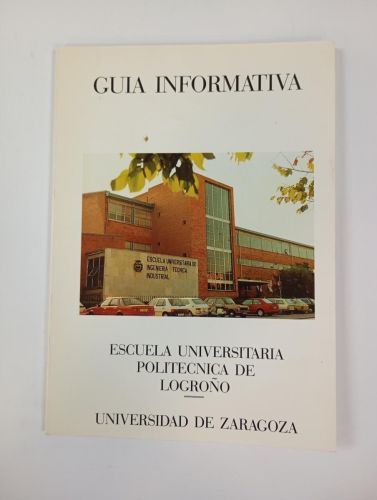 GUIA INFORMATIVA
ESCUELA UNIVERSITARIA DE
INGENIERIA TECNICA
INDUSTRIAL
ESCUELA UNIVERSITARIA
POLITECNICA DE
LOGROÑO
UNIVERSIDAD DE ZARAGOZA